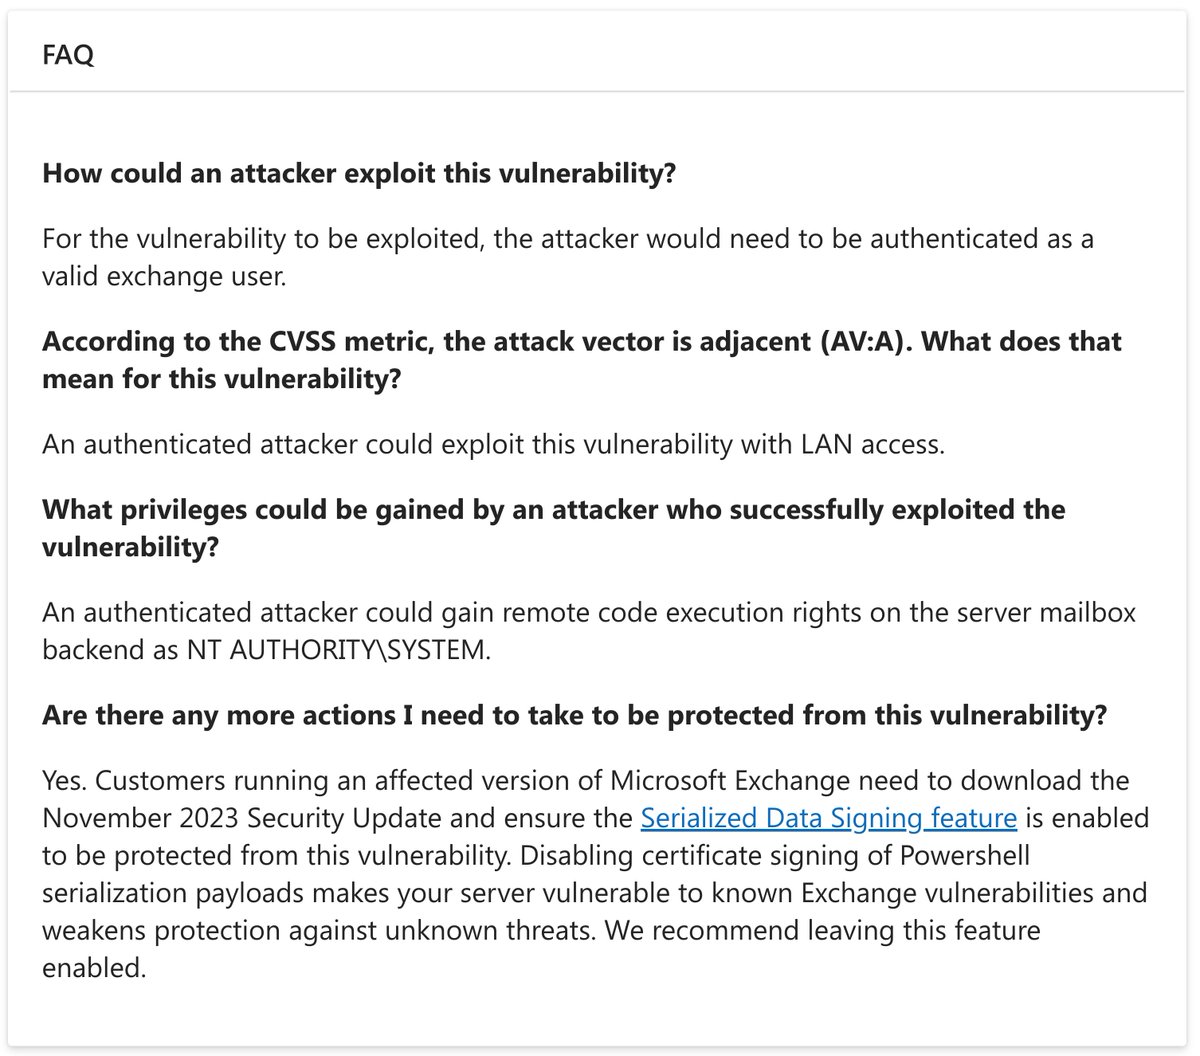 FAQ
How could an attacker exploit this vulnerability?
For the vulnerability to be exploited, the attacker would need to be authenticated as a
valid exchange user.
According to the CVSS metric, the attack vector is adjacent (AV:A). What does that
mean for this vulnerability?
An authenticated attacker could exploit this vulnerability with LAN access.
What privileges could be gained by an attacker who successfully exploited the
vulnerability?
An authenticated attacker could gain remote code execution rights on the server mailbox
backend as NT AUTHORITY\SYSTEM.
Are there any more actions I need to take to be protected from this vulnerability?
Yes. Customers running an affected version of Microsoft Exchange need to download the
November 2023 Security Update and ensure the Serialized Data Signing feature is enabled
to be protected from this vulnerability. Disabling certificate signing of Powershell
serialization payloads makes your server vulnerable to known Exchange vulnerabilities and
weakens protection against unknown threats. We recommend leaving this feature
enabled.